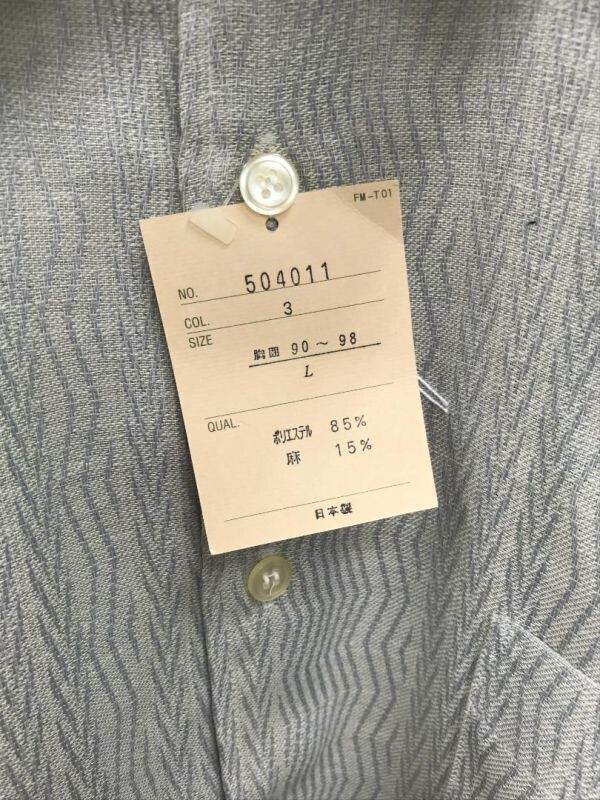 FM-T01
NO. 504011
COL. 3
SIZE
胸囲 90～98
L
QUAL.
ポリエステル 85%
麻 15%
日本製